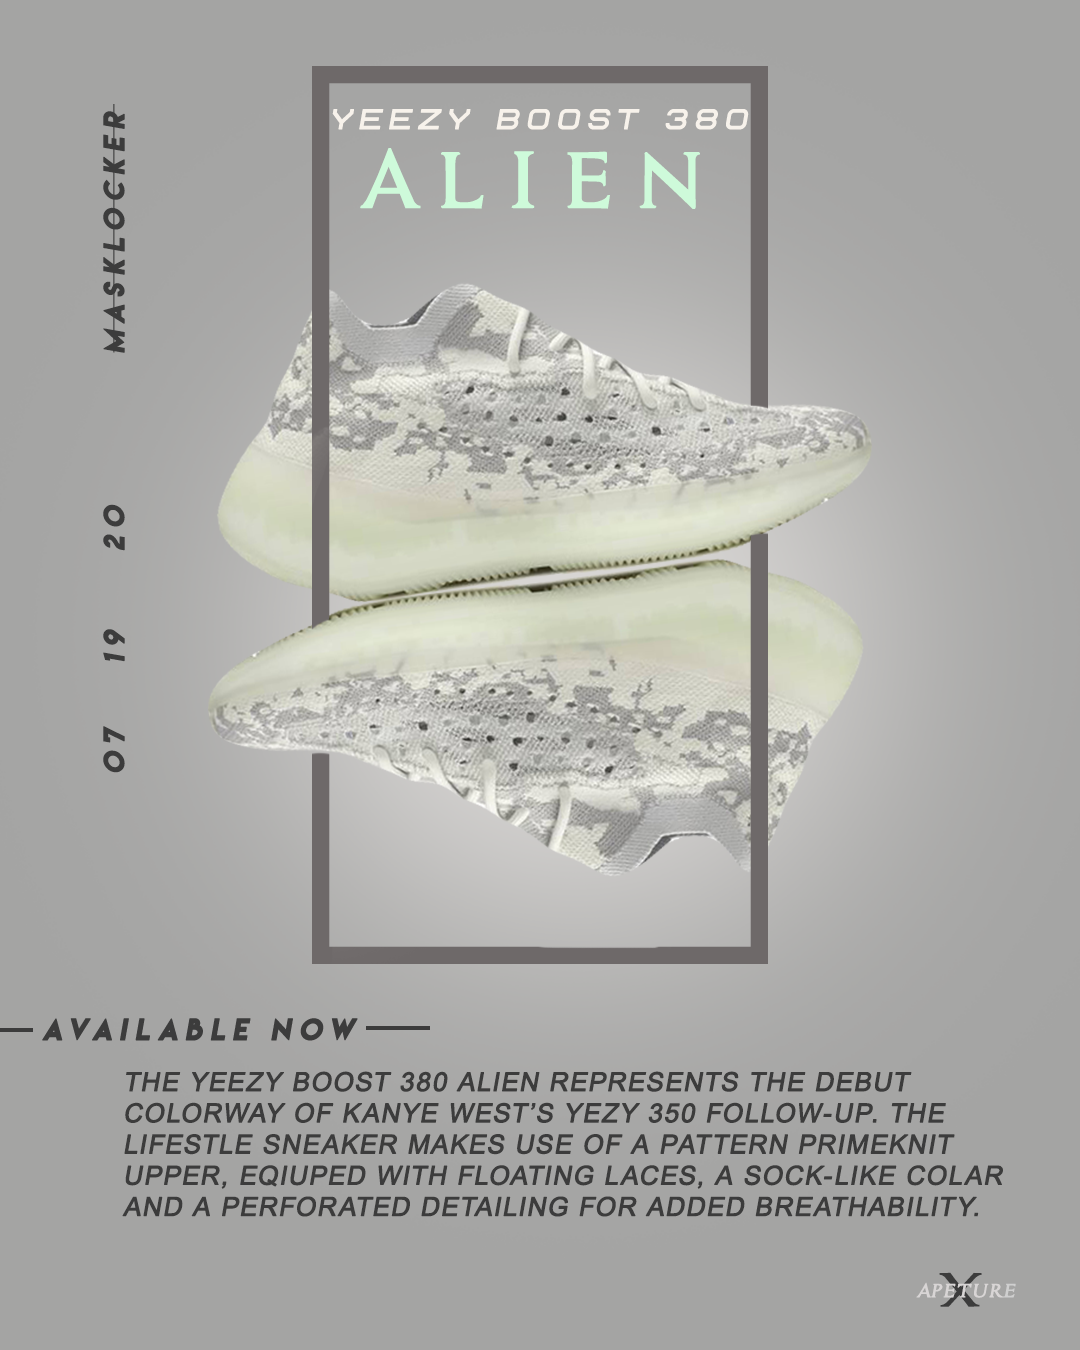 YEEZY BOOST 380
ALIEN
MASKLOCKER
07 19 20
AVAILABLE NOW
THE YEEZY BOOST 380 ALIEN REPRESENTS THE DEBUT
COLORWAY OF KANYE WEST'S YEZY 350 FOLLOW-UP. THE
LIFESTLE SNEAKER MAKES USE OF A PATTERN PRIMEKNIT
UPPER, EQIUPED WITH FLOATING LACES, A SOCK-LIKE COLAR
AND A PERFORATED DETAILING FOR ADDED BREATHABILITY.
X
APETURE